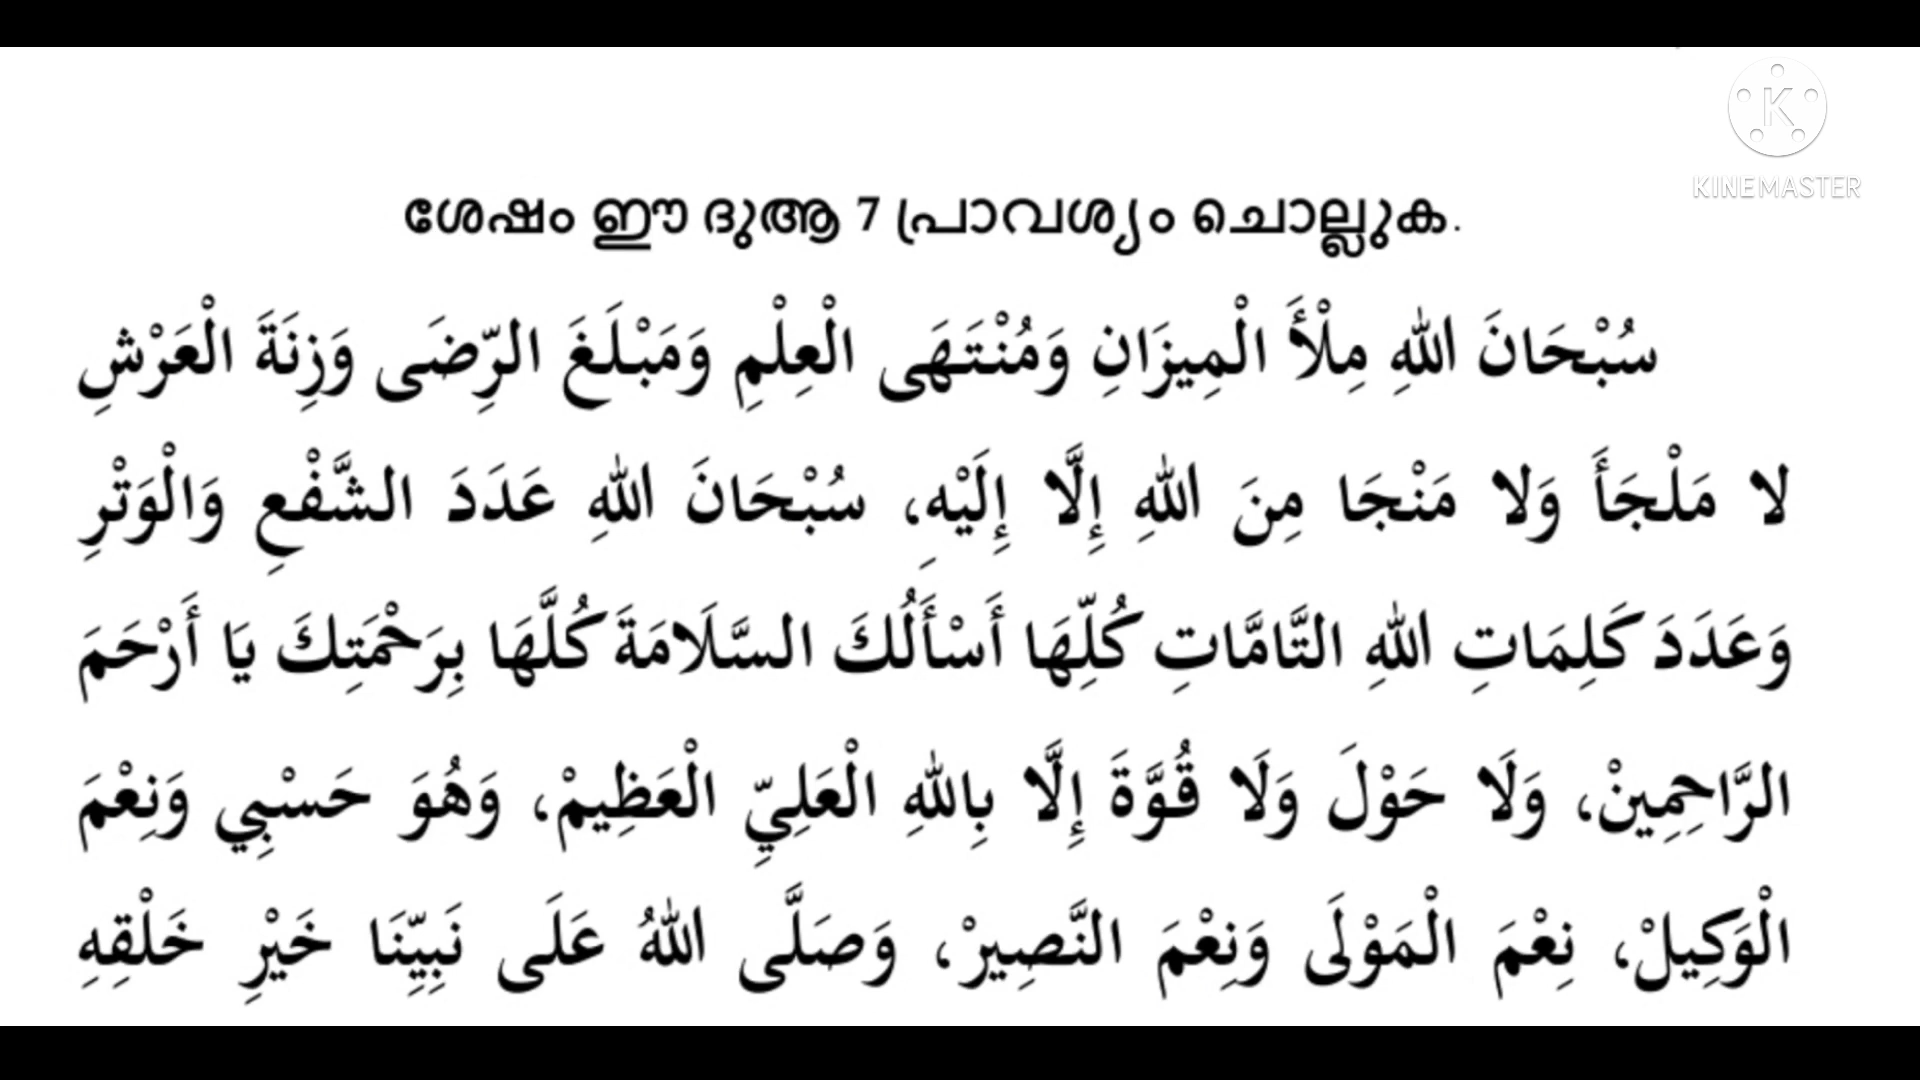 KINEMASTER
ശേഷം ഈ ദുആ 7 പ്രാവശ്യം ചൊല്ലുക.
سُبْحَانَ اللهِ مِلْأَ الْمِيزَانِ وَمُنْتَهَى الْعِلْمِ وَمَبْلَغَ الرِّضَى وَزِنَةَ الْعَرْشِ
لا مَلْجَأَ وَلا مَنْجَا مِنَ اللهِ إِلَّا إِلَيْهِ، سُبْحَانَ اللهِ عَدَدَ الشَّفْعِ وَالْوَتْرِ
وَعَدَدَ كَلِمَاتِ اللهِ التَّامَّاتِ كُلِّهَا أَسْأَلُكَ السَّلَامَةَ كُلَّهَا بِرَحْمَتِكَ يَا أَرْحَمَ
الرَّاحِمِينْ، وَلَا حَوْلَ وَلَا قُوَّةَ إِلَّا بِاللهِ الْعَلِيِّ الْعَظِيمْ، وَهُوَ حَسْبِي وَنِعْمَ
الْوَكِيلْ، نِعْمَ الْمَوْلَى وَنِعْمَ النَّصِيرْ، وَصَلَّى اللهُ عَلَى نَبِيِّنَا خَيْرِ خَلْقِهِ